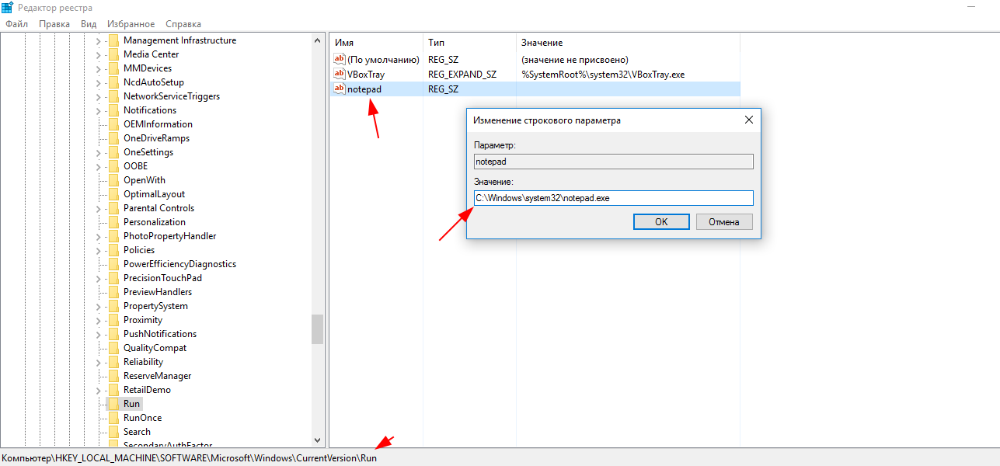 Редактор реестра
Файл Правка Вид Избранное Справка
Management Infrastructure
Media Center
MMDevices
NcdAutoSetup
NetworkServiceTriggers
Notifications
OEMInformation
OneDriveRamps
OneSettings
OOBE
OpenWith
OptimalLayout
Parental Controls
Personalization
PhotoPropertyHandler
Policies
PowerEfficiencyDiagnostics
PrecisionTouchPad
PreviewHandlers
PropertySystem
Proximity
PushNotifications
QualityCompat
Reliability
ReserveManager
RetailDemo
Run
RunOnce
Search
SecondaryAuthFactor
Имя Тип Значение
ab (По умолчанию) REG_SZ (значение не присвоено)
ab VBoxTray REG_EXPAND_SZ %SystemRoot%\system32\VBoxTray.exe
ab notepad REG_SZ
Изменение строкового параметра
Параметр:
notepad
Значение:
C:\Windows\system32\notepad.exe
OK Отмена
Компьютер\HKEY_LOCAL_MACHINE\SOFTWARE\Microsoft\Windows\CurrentVersion\Run